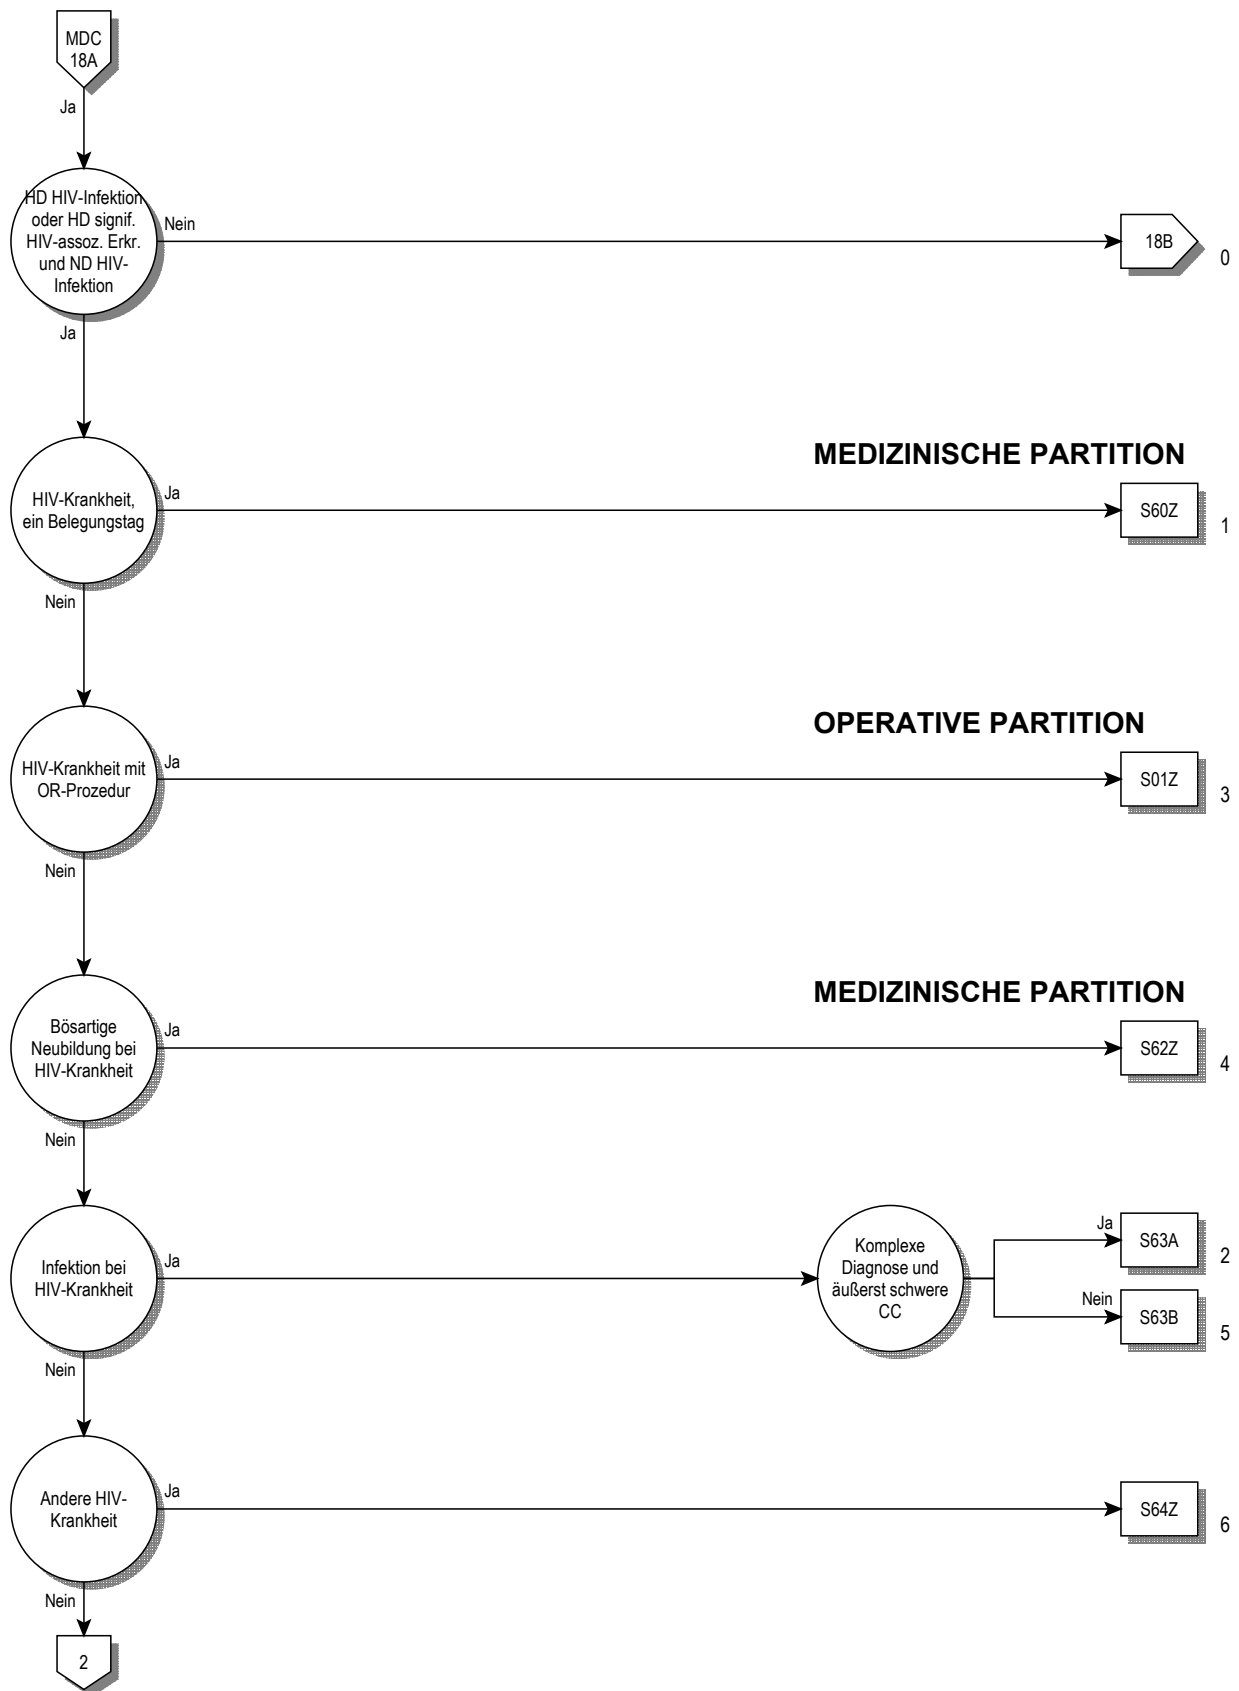 MDC
18A
Ja
HD HIV-Infektion
oder HD signif.
HIV-assoz. Erkr.
und ND HIV-
Infektion
Nein
18B
0
Ja
MEDIZINISCHE PARTITION
HIV-Krankheit,
ein Belegungstag
Ja
S60Z
1
Nein
OPERATIVE PARTITION
HIV-Krankheit mit
OR-Prozedur
Ja
S01Z
3
Nein
MEDIZINISCHE PARTITION
Bösartige
Neubildung bei
HIV-Krankheit
Ja
S62Z
4
Nein
Infektion bei
HIV-Krankheit
Ja
Komplexe
Diagnose und
äußerst schwere
CC
Ja
S63A
2
Nein
S63B
5
Nein
Andere HIV-
Krankheit
Ja
S64Z
6
Nein
2